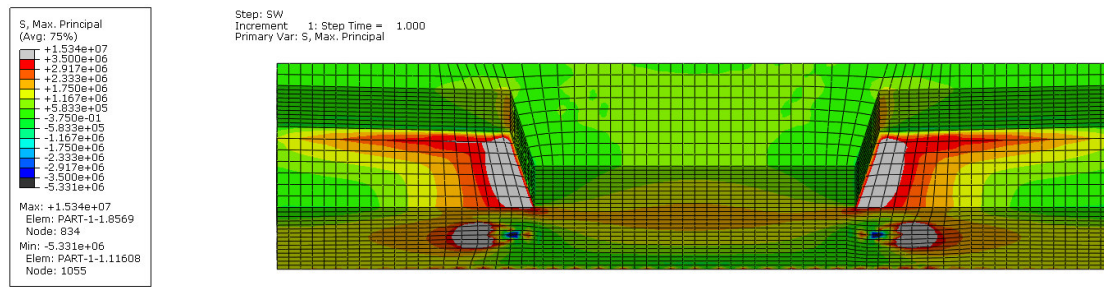 S, Max. Principal
(Avg: 75%)
+1.534e+07
+3.500e+06
+2.917e+06
+2.333e+06
+1.750e+06
+1.167e+06
+5.833e+05
-3.750e-01
-5.833e+05
-1.167e+06
-1.750e+06
-2.333e+06
-2.917e+06
-3.500e+06
-5.331e+06
Max: +1.534e+07
Elem: PART-1-1.8569
Node: 834
Min: -5.331e+06
Elem: PART-1-1.11608
Node: 1055
Step: SW
Increment 1: Step Time = 1.000
Primary Var: S, Max. Principal